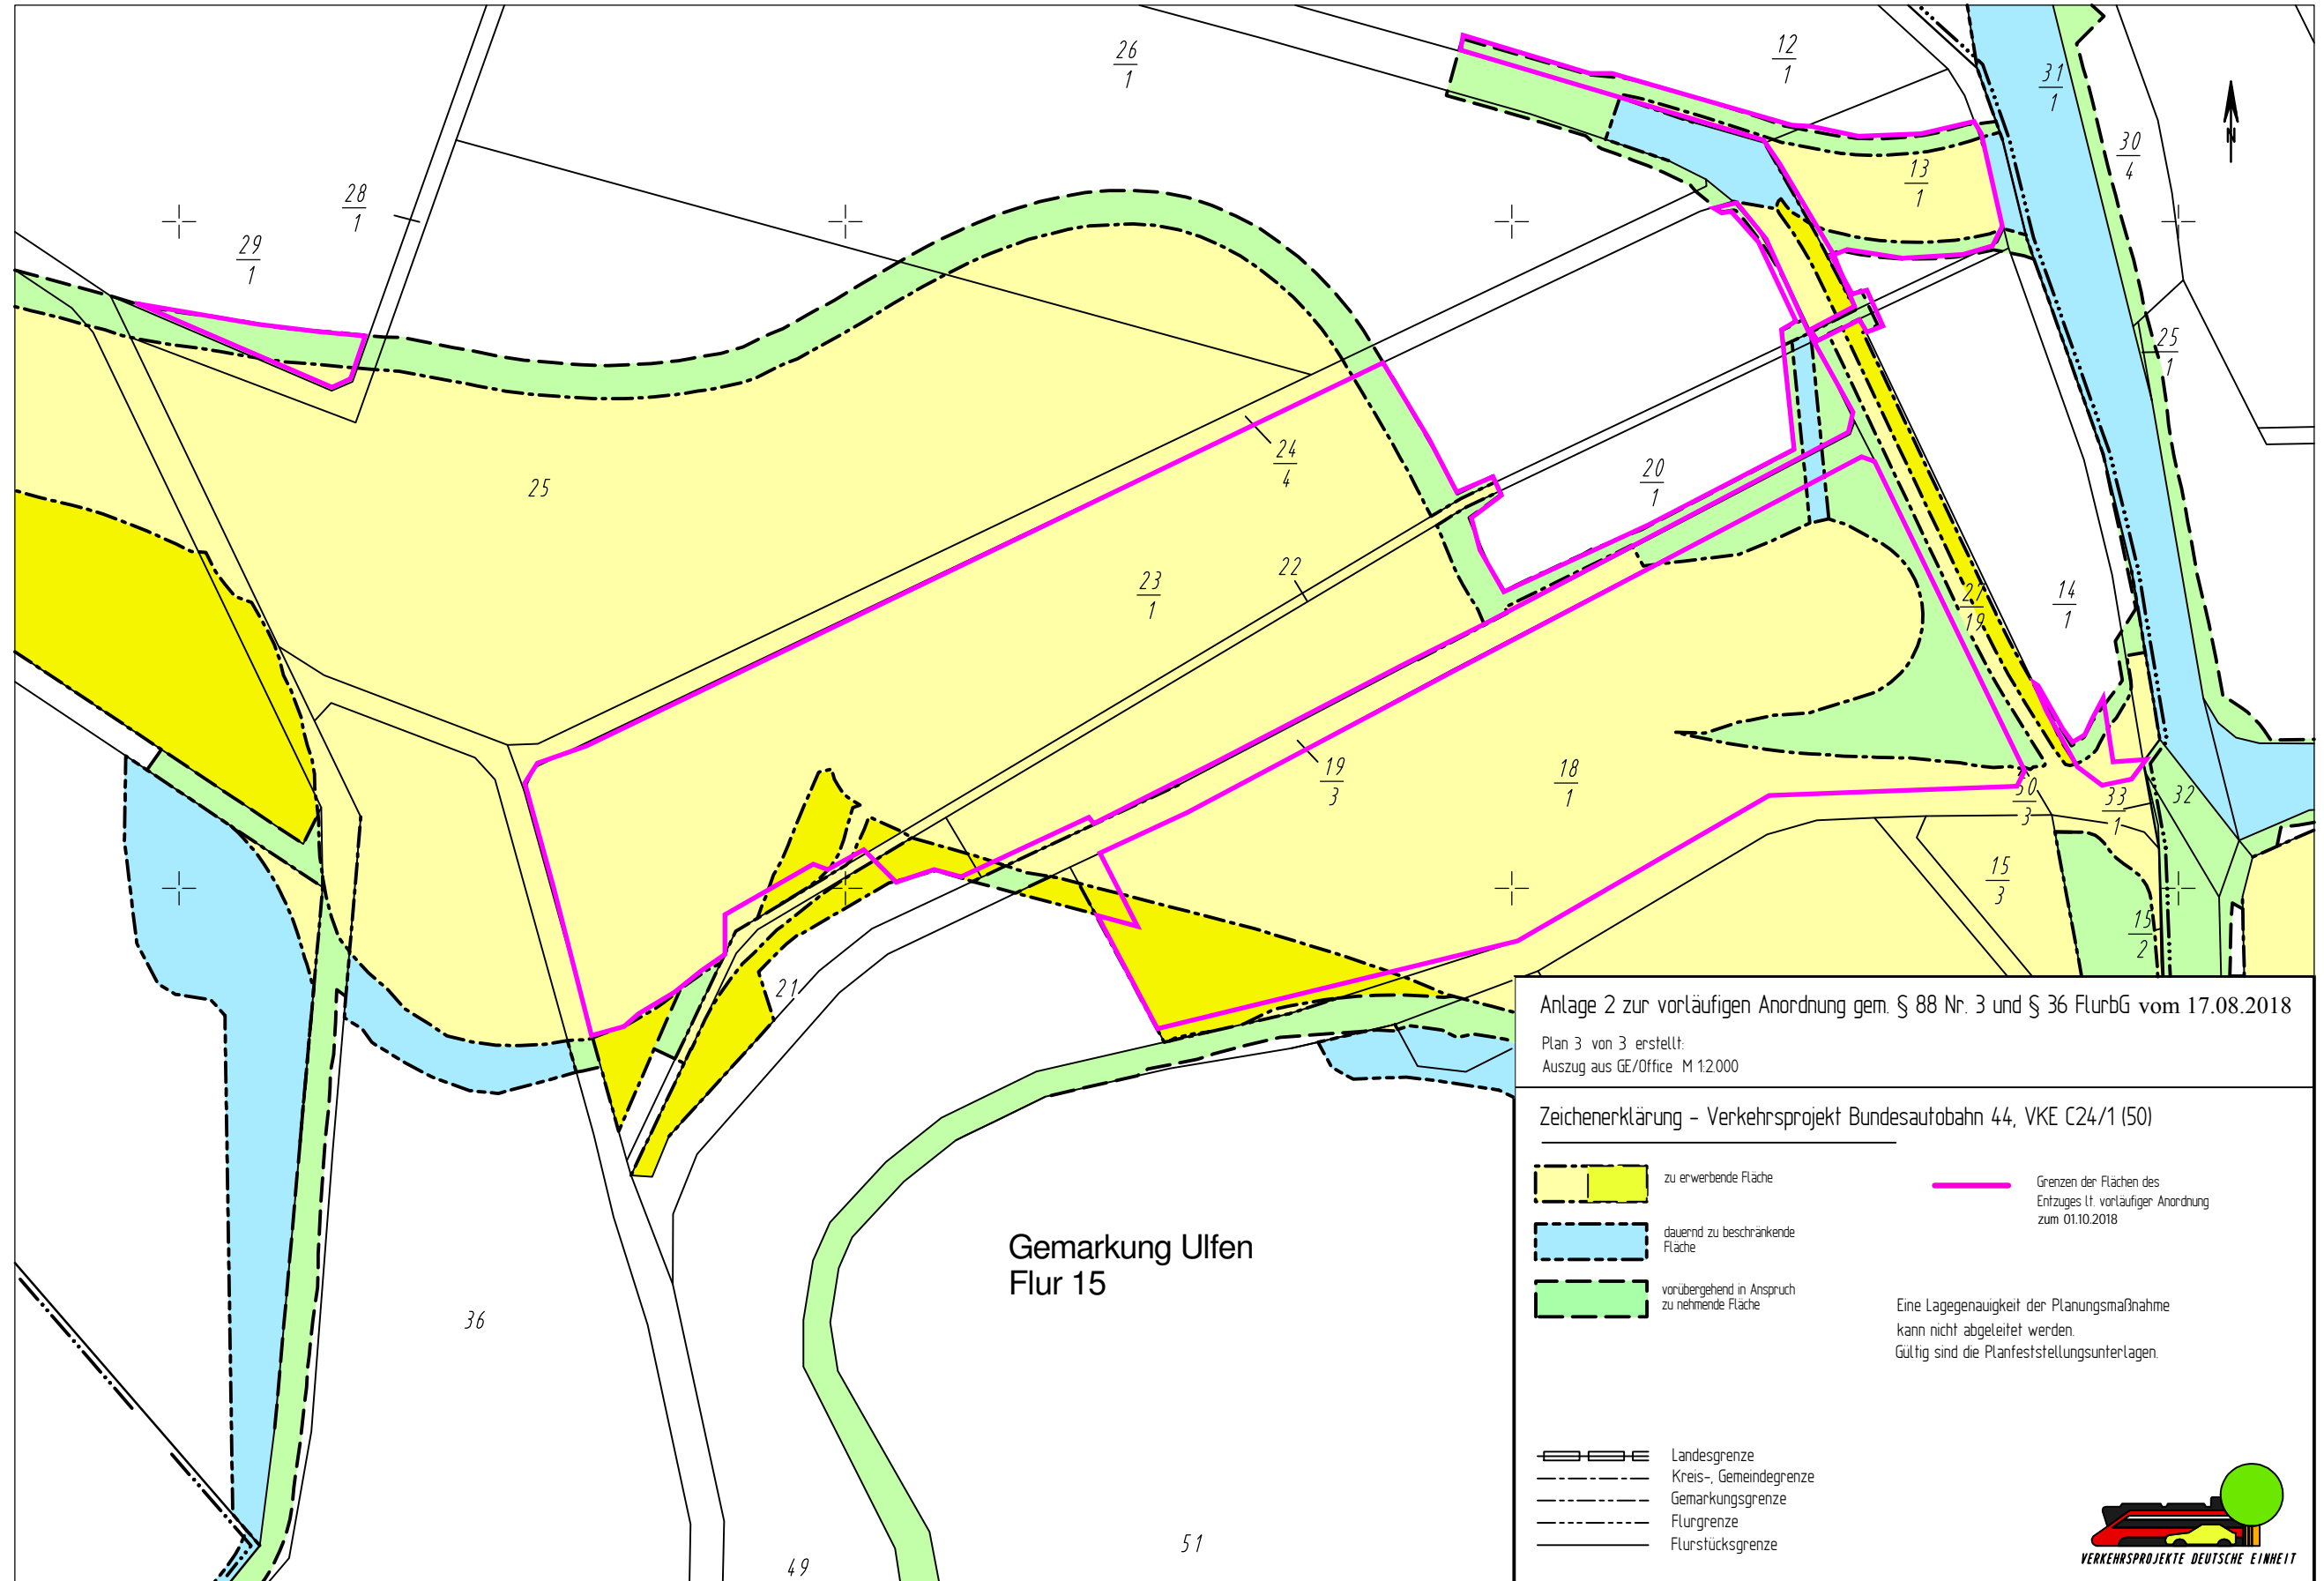 26
1
12
1
31
1
30
4
N
13
1
28
1
29
1
25
1
24
4
20
1
25
23
1
22
27
19
14
1
19
3
18
1
50
3
33
1
32
15
3
15
2
21
36
Gemarkung Ulfen
Flur 15
51
49
Anlage 2 zur vorläufigen Anordnung gem. § 88 Nr. 3 und § 36 FlurbG vom 17.08.2018
Plan 3 von 3 erstellt:
Auszug aus GE/Office M 1:2.000
Zeichenerklärung - Verkehrsprojekt Bundesautobahn 44, VKE C24/1 (50)
zu erwerbende Fläche
dauernd zu beschränkende
Fläche
vorübergehend in Anspruch
zu nehmende Fläche
Grenzen der Flächen des
Entzuges lt. vorläufiger Anordnung
zum 01.10.2018
Eine Lagegenauigkeit der Planungsmaßnahme
kann nicht abgeleitet werden.
Gültig sind die Planfeststellungsunterlagen.
Landesgrenze
Kreis-, Gemeindegrenze
Gemarkungsgrenze
Flurgrenze
Flurstücksgrenze
VERKEHRSPROJEKTE DEUTSCHE EINHEIT